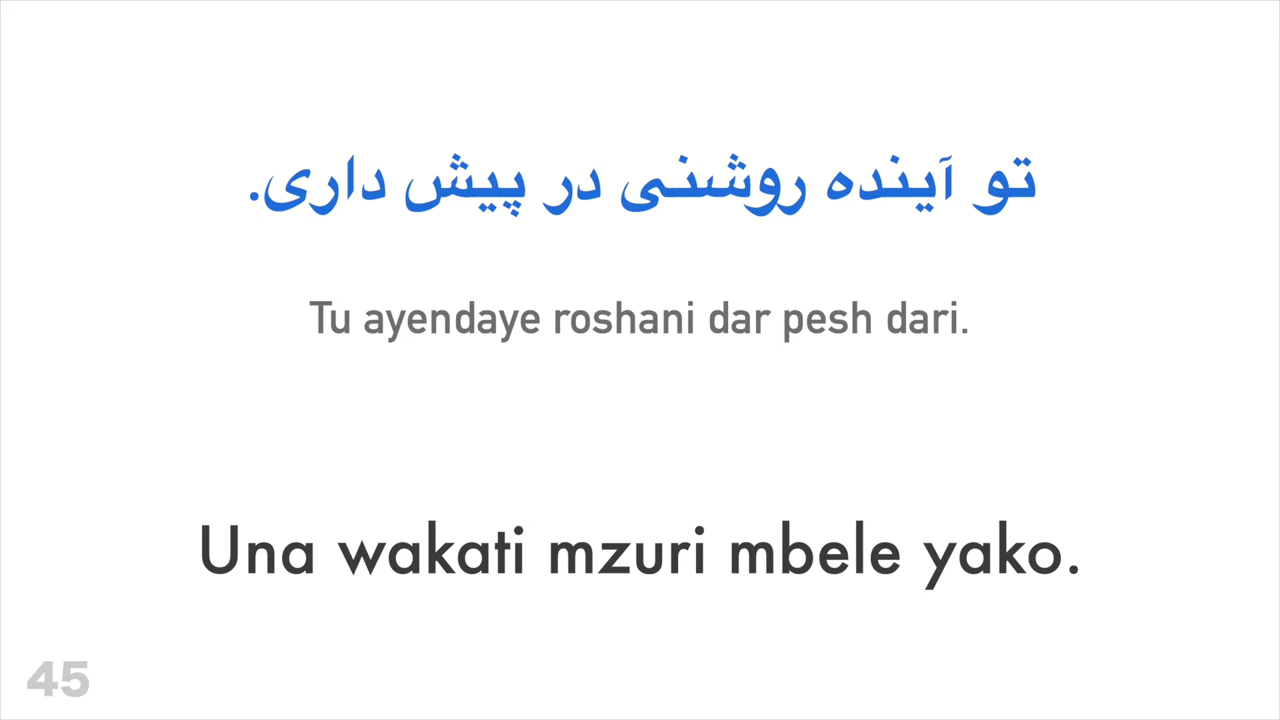 تو آینده روشنی در پیش داری.
Tu ayendaye roshani dar pesh dari.
Una wakati mzuri mbele yako.
45